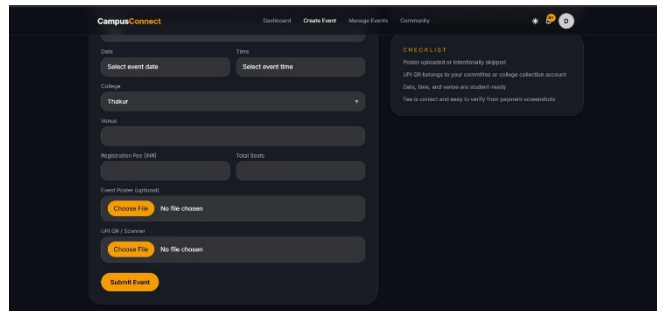 CampusConnect
Dashboard Create Event Manage Events Community
D
Date Time
Select event date Select event time
College
Thakur
Venue
Registration Fee (INR) Total Seats
Event Poster (optional)
Choose File No file chosen
UPI QR / Scanner
Choose File No file chosen
Submit Event
CHECKLIST
Poster uploaded or intentionally skipped
UPI QR belongs to your committee or college collection account
Date, time, and venue are student-ready
Fee is correct and easy to verify from payment screenshots